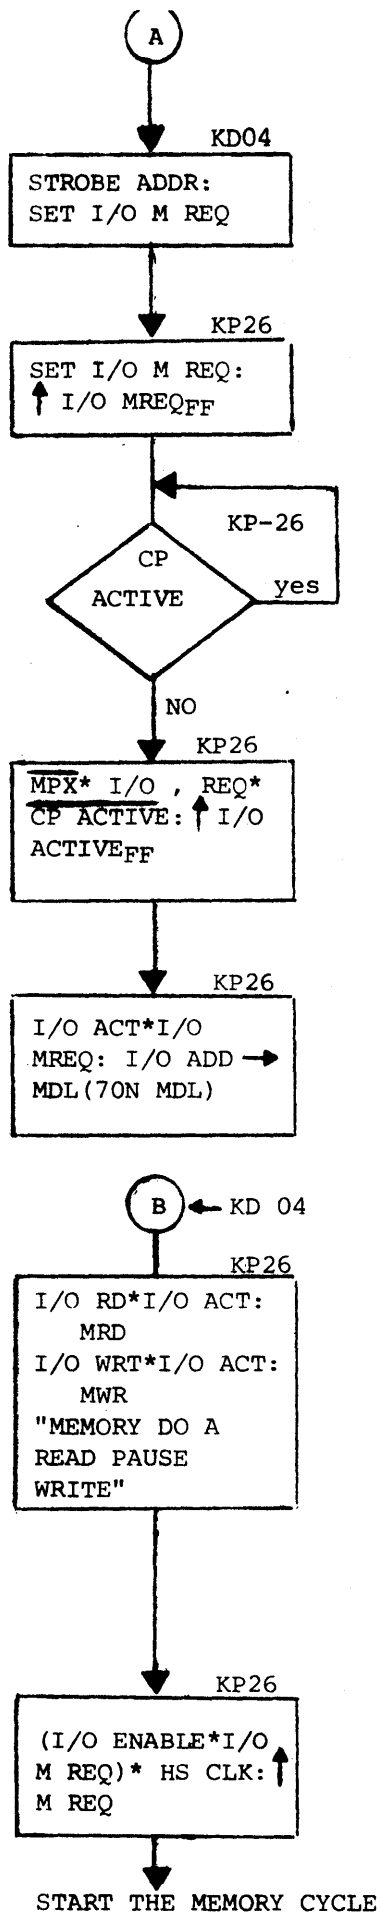 A
KD04
STROBE ADDR:
SET I/O M REQ
KP26
SET I/O M REQ:
↑ I/O MREQFF
KP-26
CP
ACTIVE
yes
NO
KP26
MPX* I/O , REQ*
CP ACTIVE: ↑ I/O
ACTIVEFF
KP26
I/O ACT*I/O
MREQ: I/O ADD →
MDL(70N MDL)
B ← KD 04
KP26
I/O RD*I/O ACT:
MRD
I/O WRT*I/O ACT:
MWR
"MEMORY DO A
READ PAUSE
WRITE"
KP26
(I/O ENABLE*I/O
M REQ)* HS CLK: ↑
M REQ
START THE MEMORY CYCLE